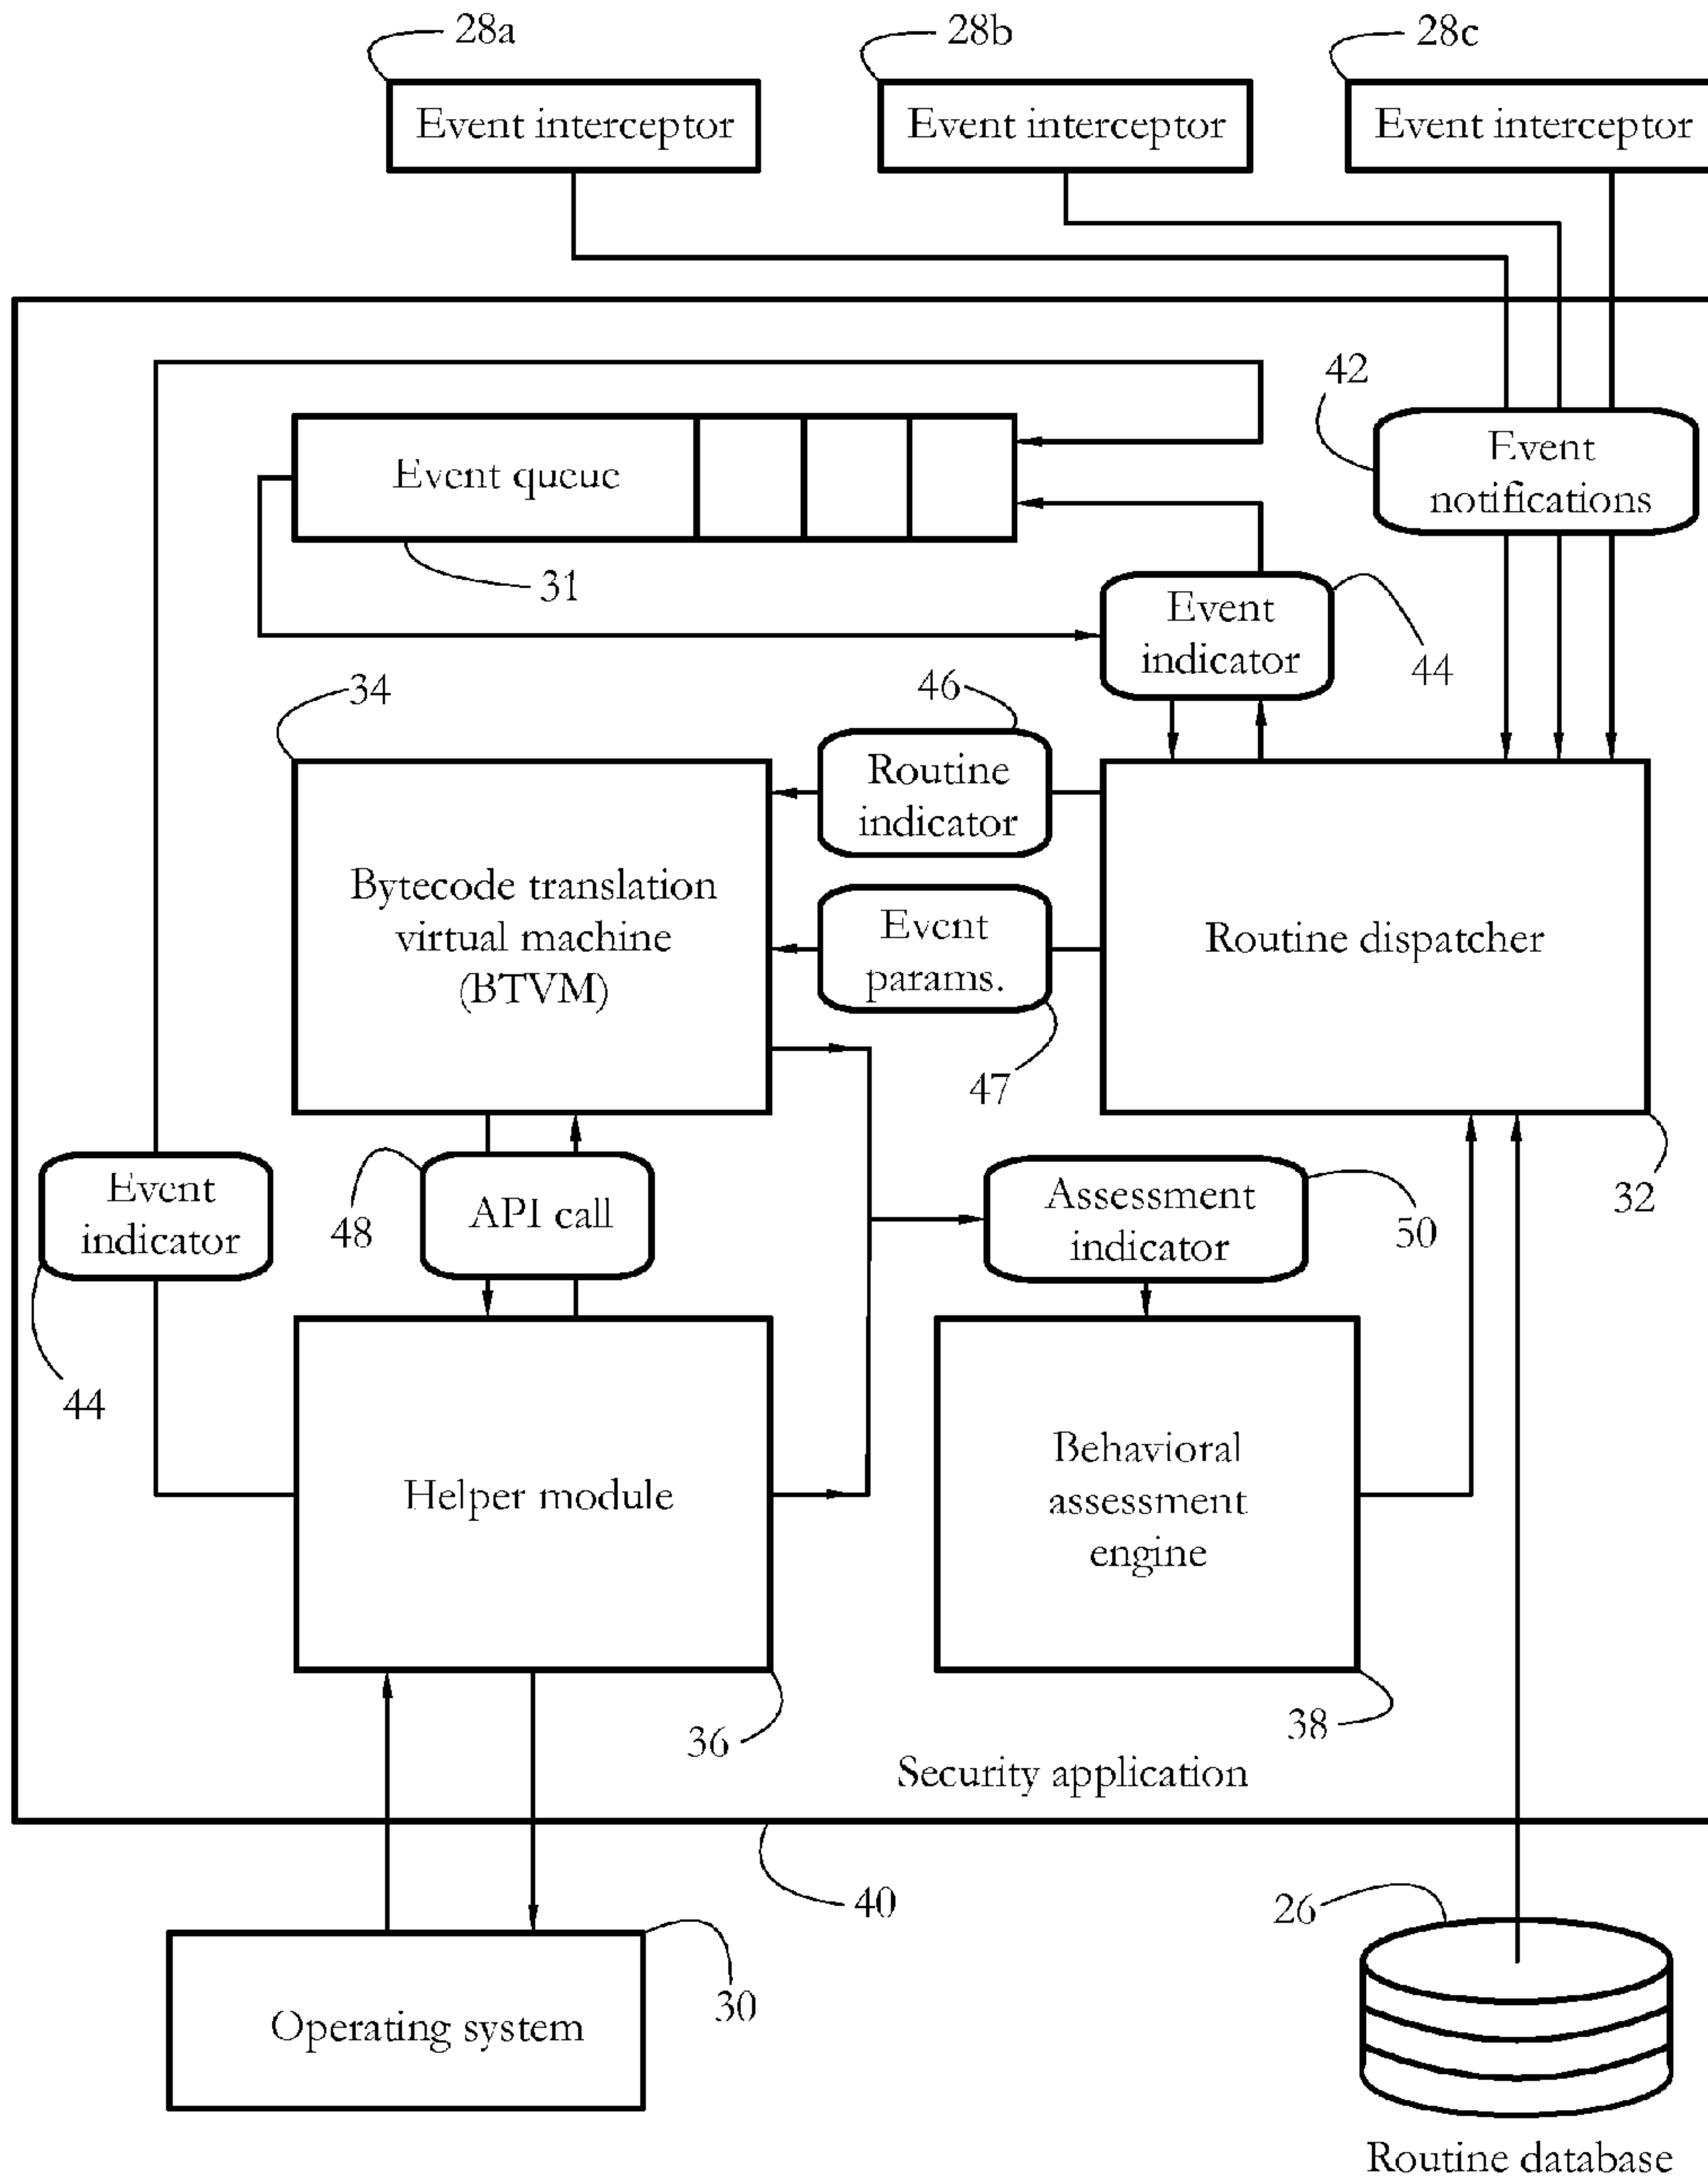 28a
28b
28c
Event interceptor
Event interceptor
Event interceptor
42
Event
notifications
Event queue
31
Event
indicator
44
34
46
Routine
indicator
Bytecode translation
virtual machine
(BTVM)
Event
params.
Routine dispatcher
47
Event
indicator
48
API call
Assessment
indicator
50
32
44
Helper module
Behavioral
assessment
engine
36
38
Security application
40
26
30
Operating system
Routine database